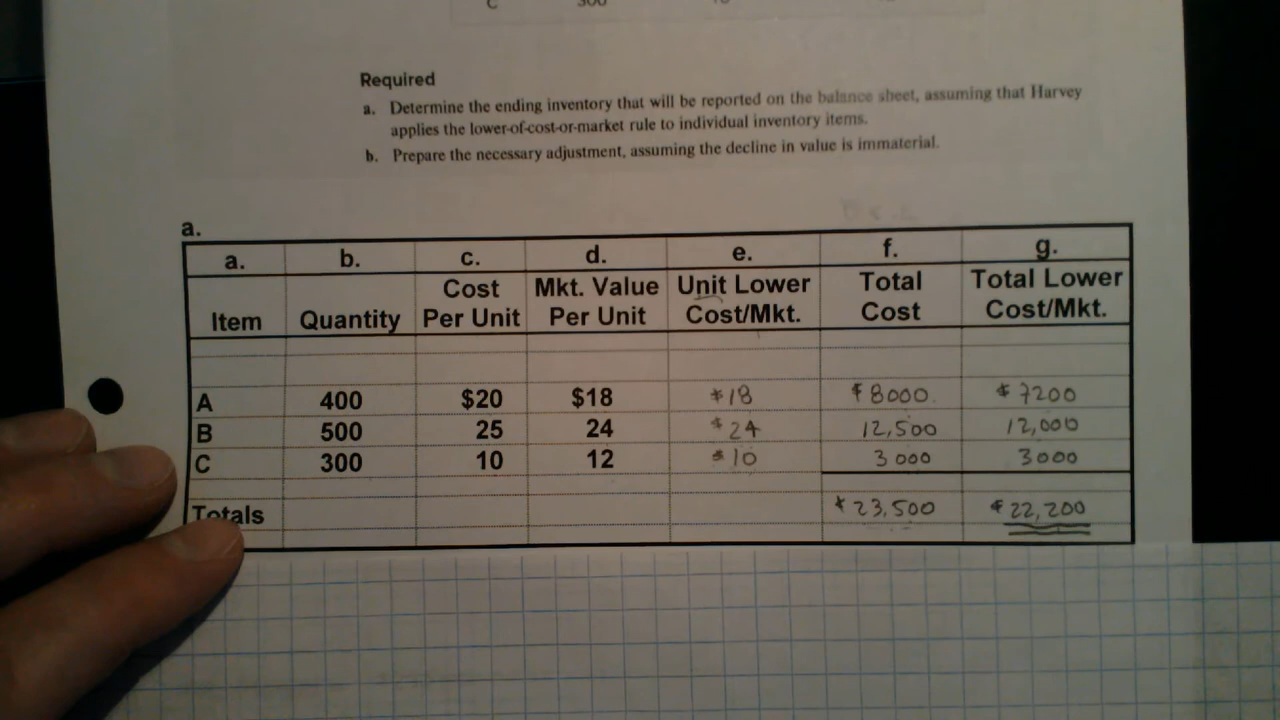 C 300
Required
a. Determine the ending inventory that will be reported on the balance sheet, assuming that Harvey
applies the lower-of-cost-or-market rule to individual inventory items.
b. Prepare the necessary adjustment, assuming the decline in value is immaterial.
a.
a. b. c. d. e. f. g.
Cost Mkt. Value Unit Lower Total Total Lower
Item Quantity Per Unit Per Unit Cost/Mkt. Cost Cost/Mkt.
A 400 $20 $18 $18 $8000. $7200
B 500 25 24 $24 12,500 12,000
C 300 10 12 $10 3000 3000
Totals $23,500 $22,200